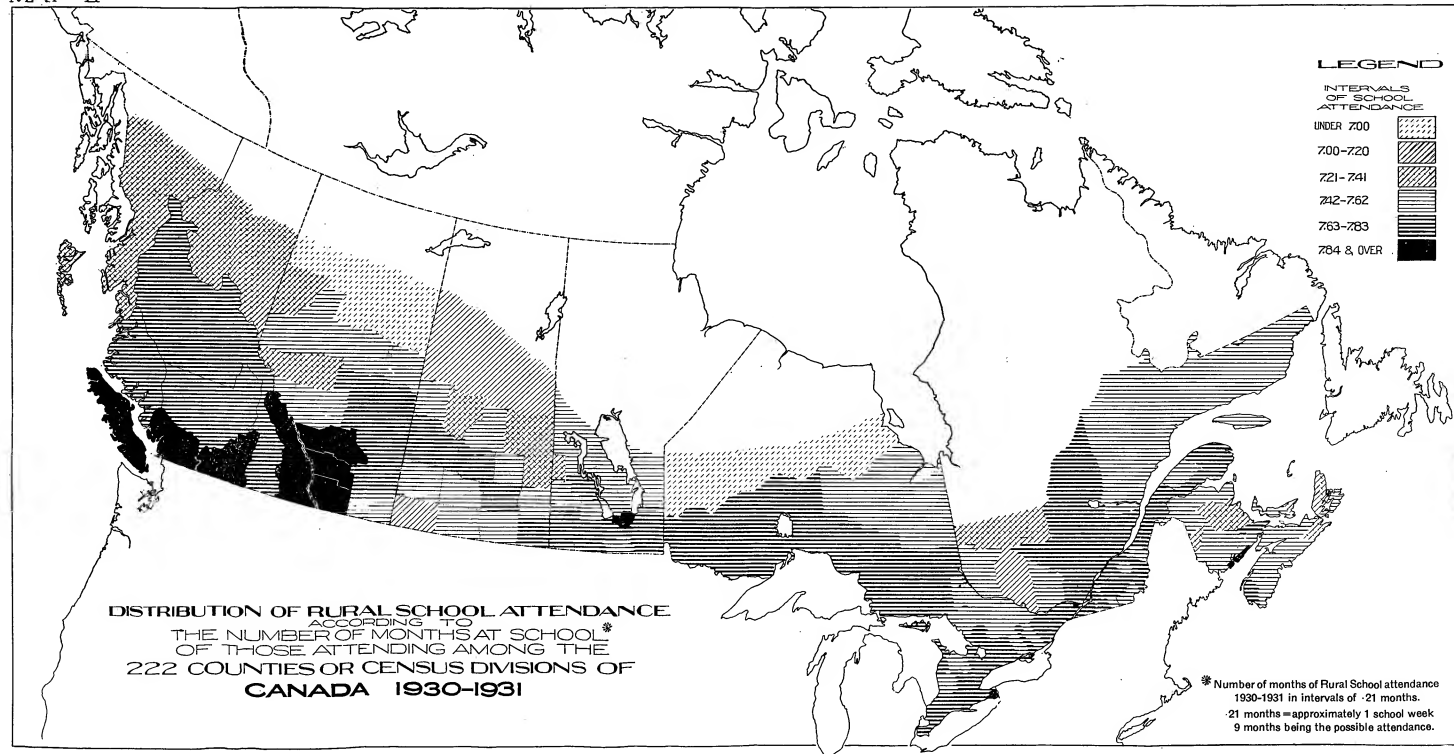 LEGEND
INTERVALS
OF SCHOOL
ATTENDANCE
UNDER 7.00
7.00-7.20
7.21-7.41
7.42-7.62
7.63-7.83
7.84 & OVER
DISTRIBUTION OF RURAL SCHOOL ATTENDANCE
ACCORDING TO
THE NUMBER OF MONTHS AT SCHOOL*
OF THOSE ATTENDING AMONG THE
222 COUNTIES OR CENSUS DIVISIONS OF
CANADA 1930-1931
* Number of months of Rural School attendance
1930-1931 in intervals of ·21 months.
·21 months = approximately 1 school week
9 months being the possible attendance.